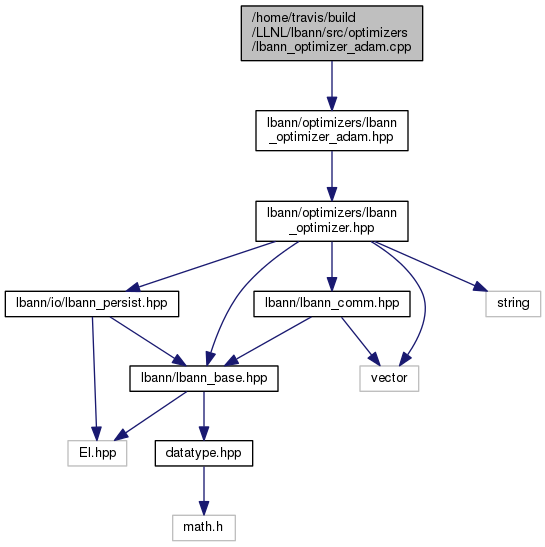 /home/travis/build
/LLNL/lbann/src/optimizers
/lbann_optimizer_adam.cpp
lbann/optimizers/lbann
_optimizer_adam.hpp
lbann/optimizers/lbann
_optimizer.hpp
lbann/io/lbann_persist.hpp
lbann/lbann_comm.hpp
string
lbann/lbann_base.hpp
vector
El.hpp
datatype.hpp
math.h